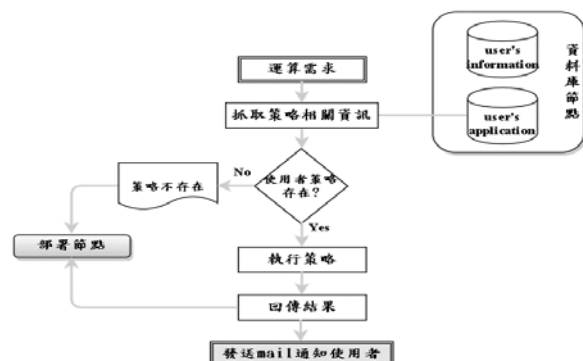 user's
information
資料庫節點
運算需求
抓取策略相關資訊
user's
application
使用者策略
存在?
No
策略不存在
Yes
部署節點
執行策略
回傳結果
發送mail通知使用者